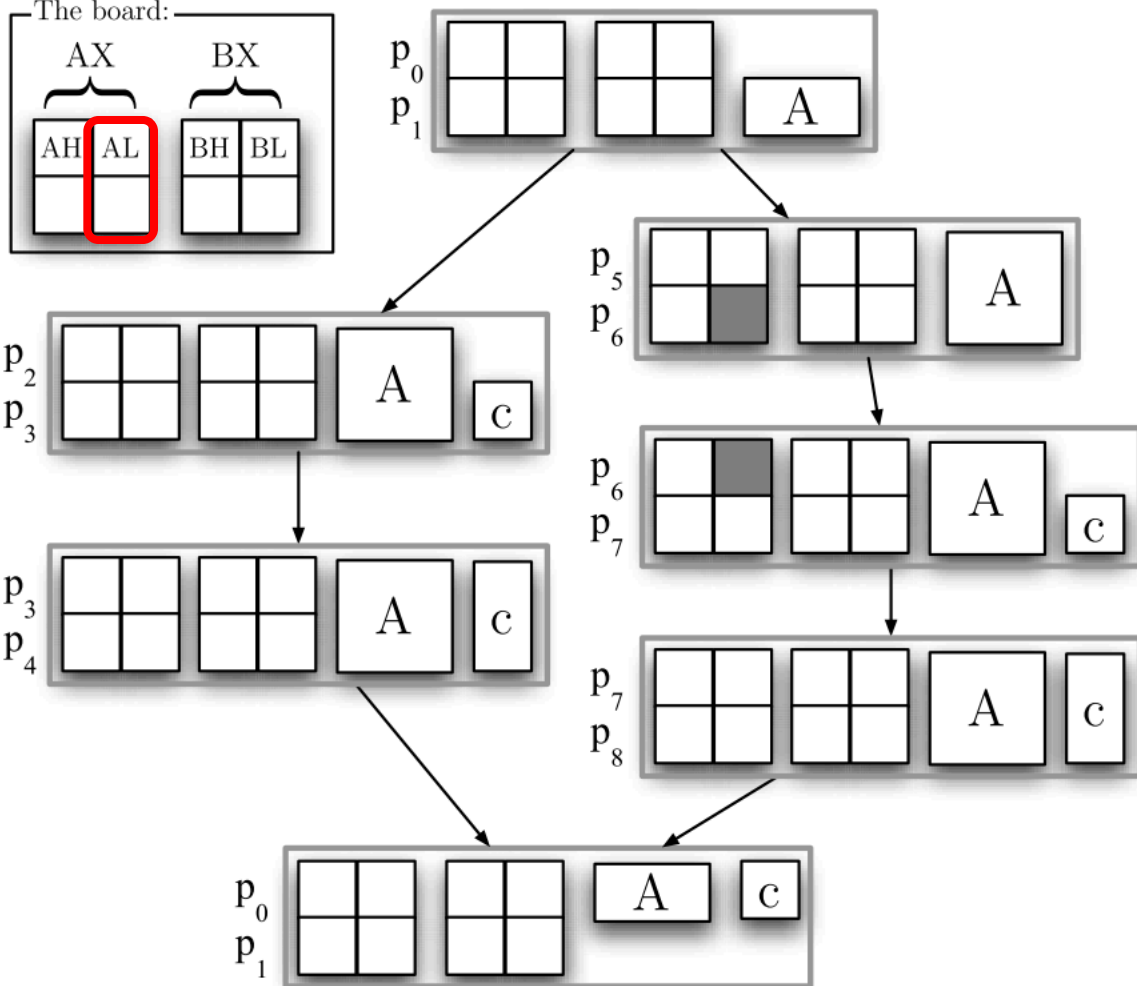 The board:
AX BX
AH AL BH BL
p0
p1 A
p5
p6 A
p2
p3 A c
p6
p7 A c
p3
p4 A c
p7
p8 A c
p0 A c
p1